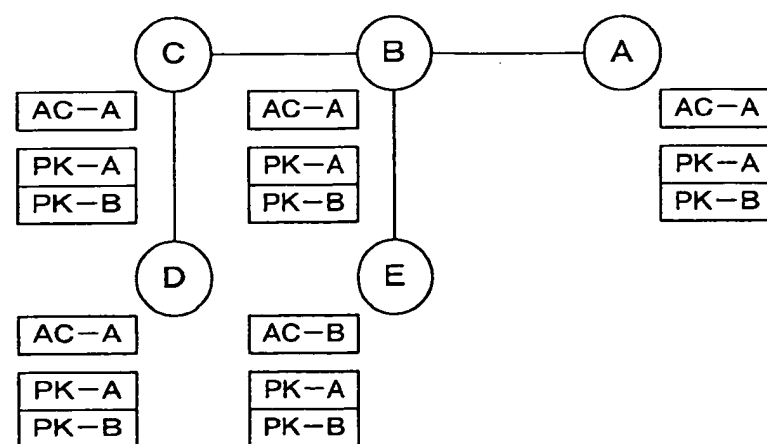 C B A
AC−A AC−A AC−A
PK−A PK−A PK−A
PK−B PK−B PK−B
D E
AC−A AC−B
PK−A PK−A
PK−B PK−B